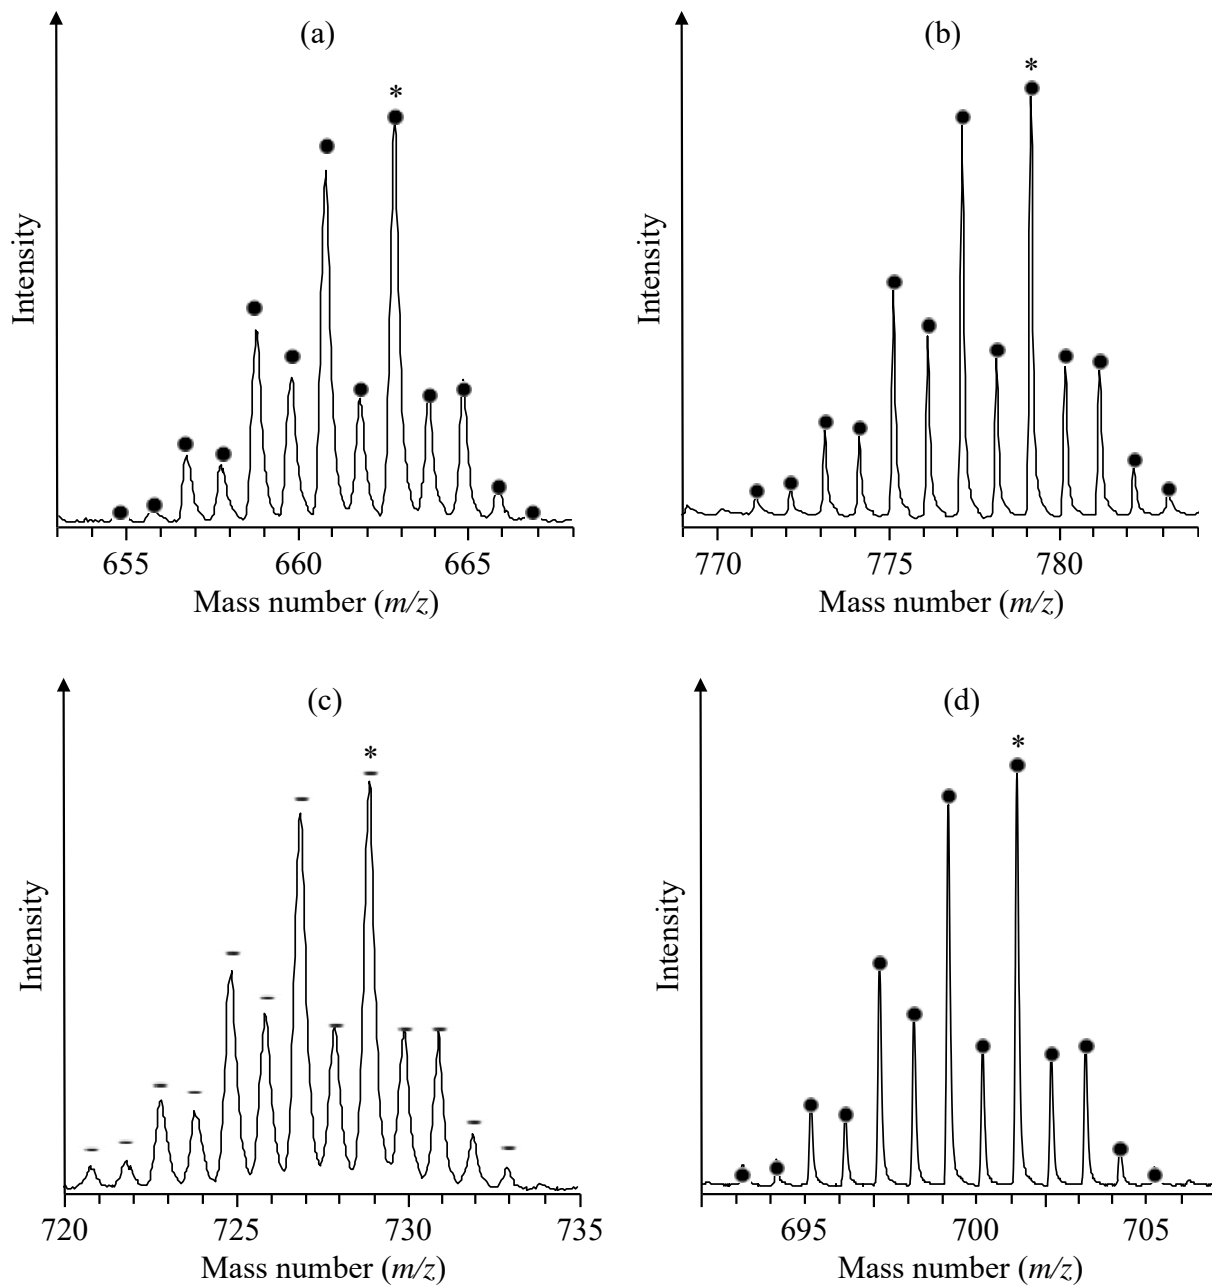 (a)
*
Intensity
655 660 665
Mass number (m/z)
(b)
*
Intensity
770 775 780
Mass number (m/z)
(c)
*
Intensity
720 725 730 735
Mass number (m/z)
(d)
*
Intensity
695 700 705
Mass number (m/z)